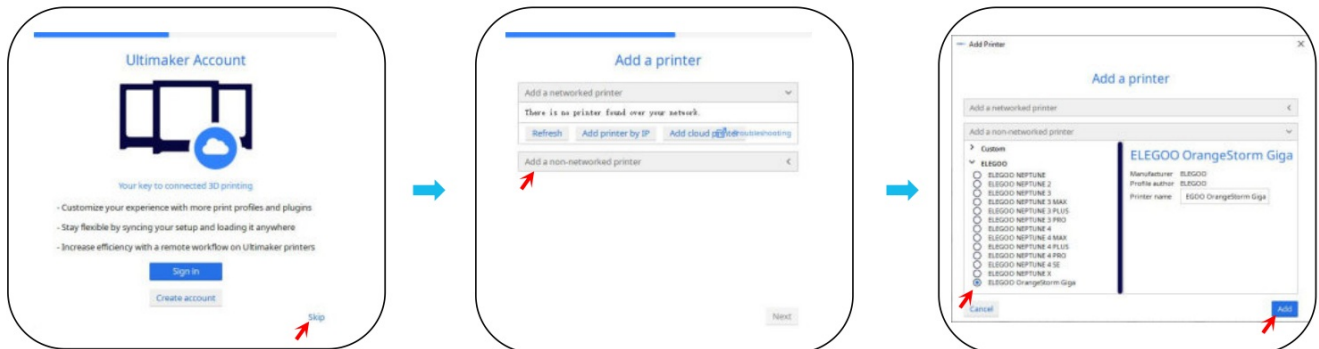 Ultimaker Account
Your key to connected 3D printing
- Customize your experience with more print profiles and plugins
- Stay flexible by syncing your setup and loading it anywhere
- Increase efficiency with a remote workflow on Ultimaker printers
Sign in
Create account
Skip
Add a printer
Add a networked printer
There is no printer found over your network.
Refresh Add printer by IP Add cloud printer Troubleshooting
Add a non-networked printer
Next
Add Printer
Add a printer
Add a networked printer
Add a non-networked printer
Custom
ELEGOO
ELEGOO NEPTUNE
ELEGOO NEPTUNE 2
ELEGOO NEPTUNE 3
ELEGOO NEPTUNE 3 MAX
ELEGOO NEPTUNE 3 PLUS
ELEGOO NEPTUNE 3 PRO
ELEGOO NEPTUNE 4
ELEGOO NEPTUNE 4 MAX
ELEGOO NEPTUNE 4 PLUS
ELEGOO NEPTUNE 4 PRO
ELEGOO NEPTUNE 4 SE
ELEGOO NEPTUNE X
ELEGOO OrangeStorm Giga
ELEGOO OrangeStorm Giga
Manufacturer ELEGOO
Profile author ELEGOO
Printer name EGOO OrangeStorm Giga
Cancel
Add